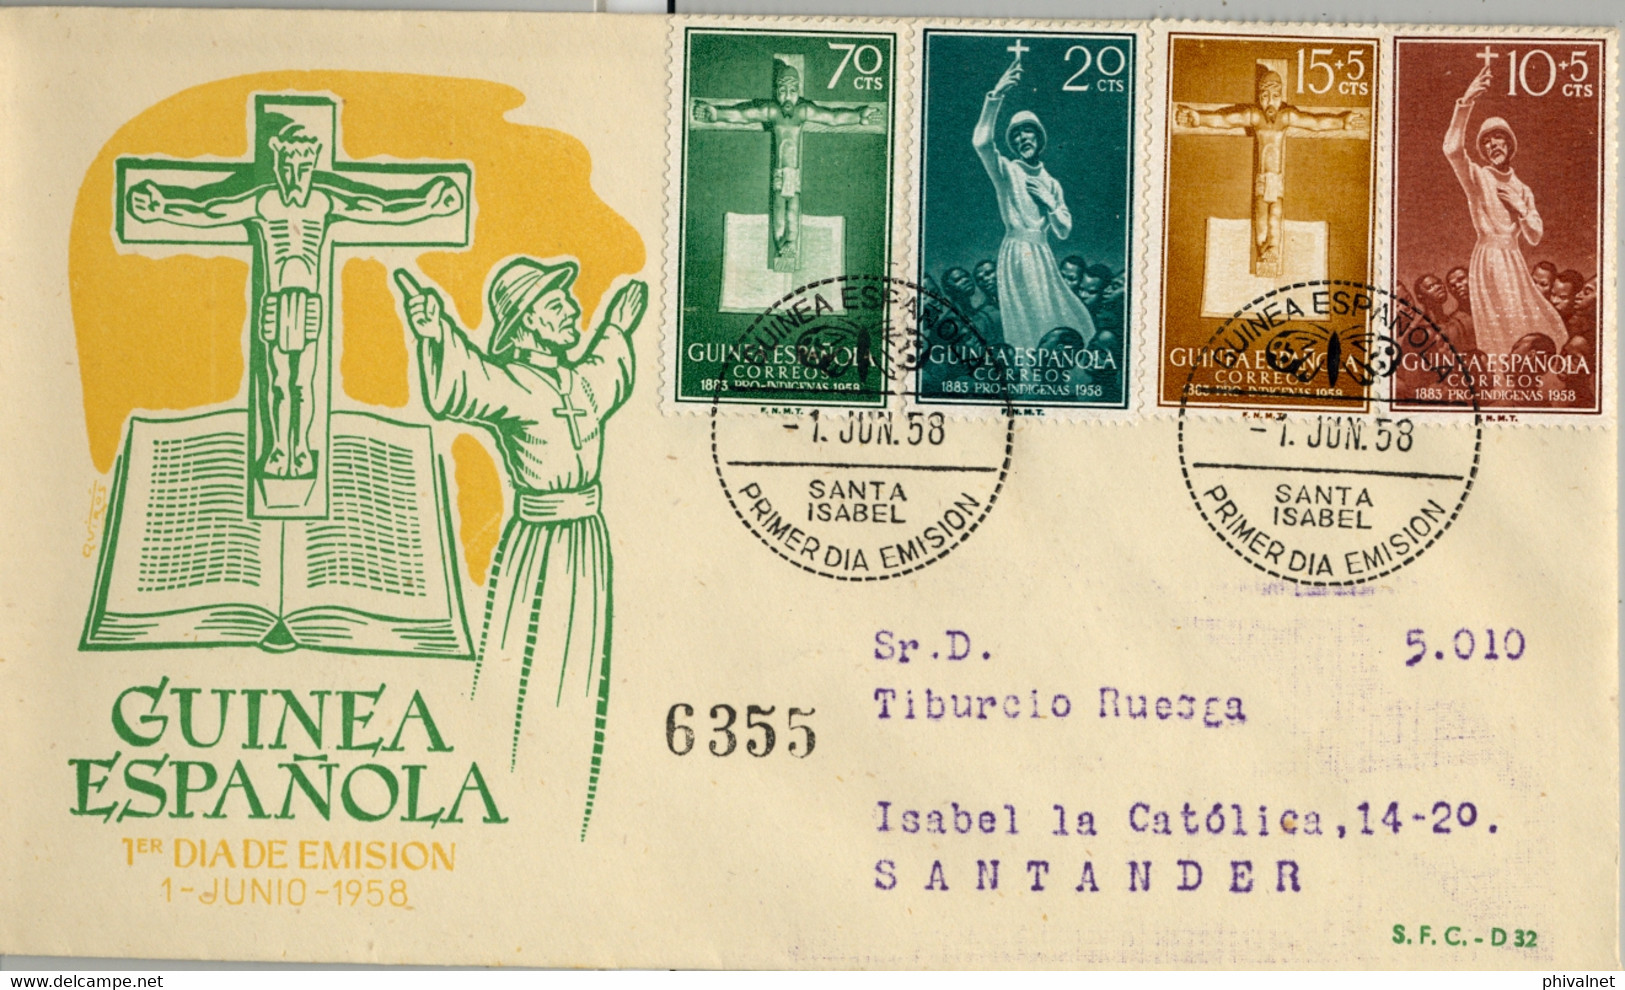 70
CTS
GUINEA ESPAÑOLA
CORREOS
1883 PRO-INDIGENAS 1958
F.N.M.T.
20
CTS
GUINEA ESPAÑOLA
CORREOS
1883 PRO-INDIGENAS 1958
F.N.M.T.
15+5
CTS
GUINEA ESPAÑOLA
CORREOS
1883 PRO-INDIGENAS 1958
F.N.M.T.
10+5
CTS
GUINEA ESPAÑOLA
CORREOS
1883 PRO-INDIGENAS 1958
F.N.M.T.
GUINEA ESPAÑOLA
-1. JUN. 58
SANTA
ISABEL
PRIMER DIA EMISION
GUINEA ESPAÑOLA
-1. JUN. 58
SANTA
ISABEL
PRIMER DIA EMISION
GUINEA
ESPAÑOLA
1ER DIA DE EMISION
1-JUNIO-1958
6355
Sr.D. 5.010
Tiburcio Ruesga
Isabel la Católica,14-2º.
SANTANDER
S. F. C. - D 32
phivalnet